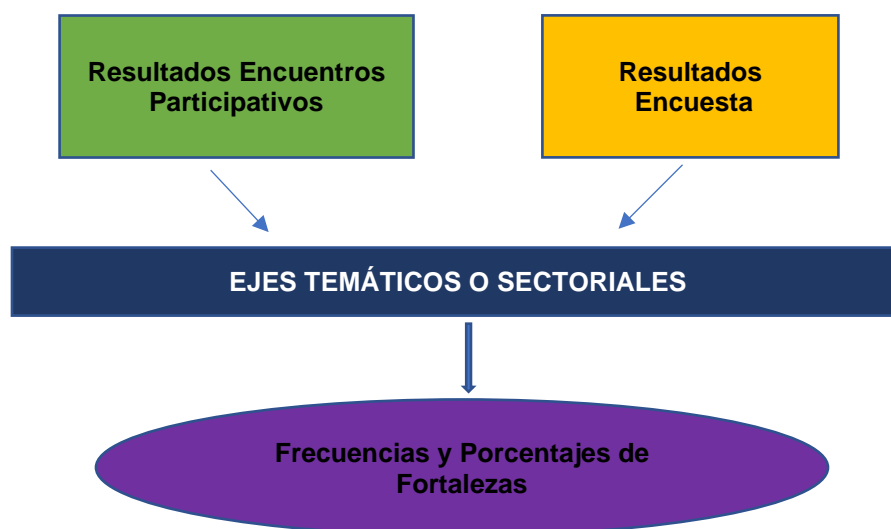 Resultados Encuentros
Participativos
Resultados
Encuesta
EJES TEMÁTICOS O SECTORIALES
Frecuencias y Porcentajes de
Fortalezas